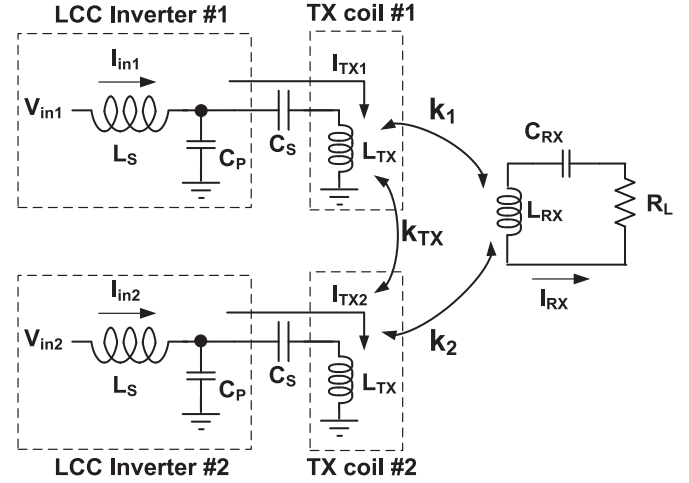 LCC Inverter #1
TX coil #1
Iin1
ITX1
Vin1
LS
CP
CS
LTX
k1
CRX
LRX
RL
kTX
IRX
Iin2
ITX2
k2
Vin2
LS
CP
CS
LTX
LCC Inverter #2
TX coil #2